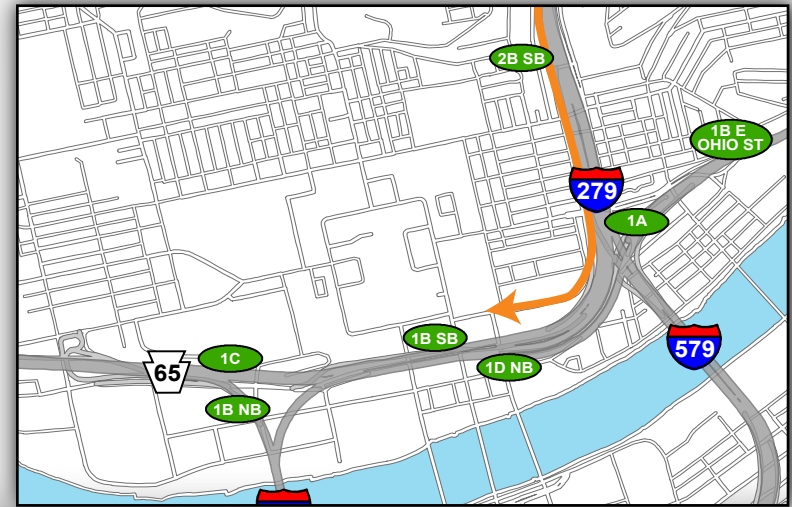 2B SB
1B E
OHIO ST
279
1A
1B SB
579
1C
1D NB
65
1B NB